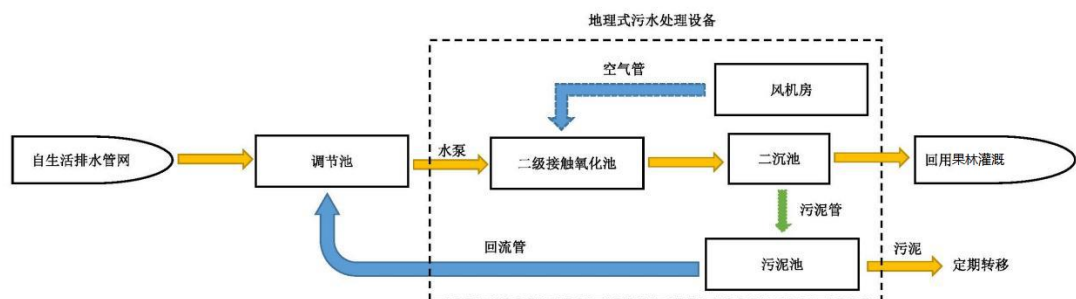 地理式污水处理设备
空气管
风机房
自生活排水管网
调节池
水泵
二级接触氧化池
二沉池
回用果林灌溉
污泥管
回流管
污泥池
污泥
定期转移